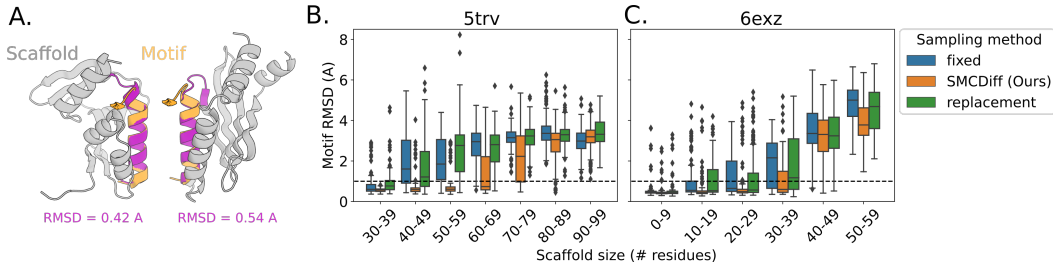 A.
Scaffold Motif
RMSD = 0.42 A RMSD = 0.54 A
B.
5trv
Motif RMSD (A)
8
6
4
2
0
30-39 40-49 50-59 60-69 70-79 80-89 90-99
C.
6exz
0-9 10-19 20-29 30-39 40-49 50-59
Scaffold size (# residues)
Sampling method
fixed
SMCDiff (Ours)
replacement